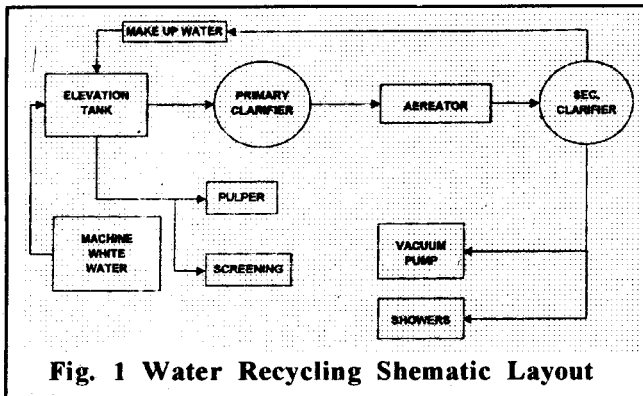 MAKE UP WATER
ELEVATION
TANK
PRIMARY
CLARIFIER
AEREATOR
SEC.
CLARIFIER
PULPER
MACHINE
WHITE
WATER
SCREENING
VACUUM
PUMP
SHOWERS
Fig. 1 Water Recycling Shematic Layout